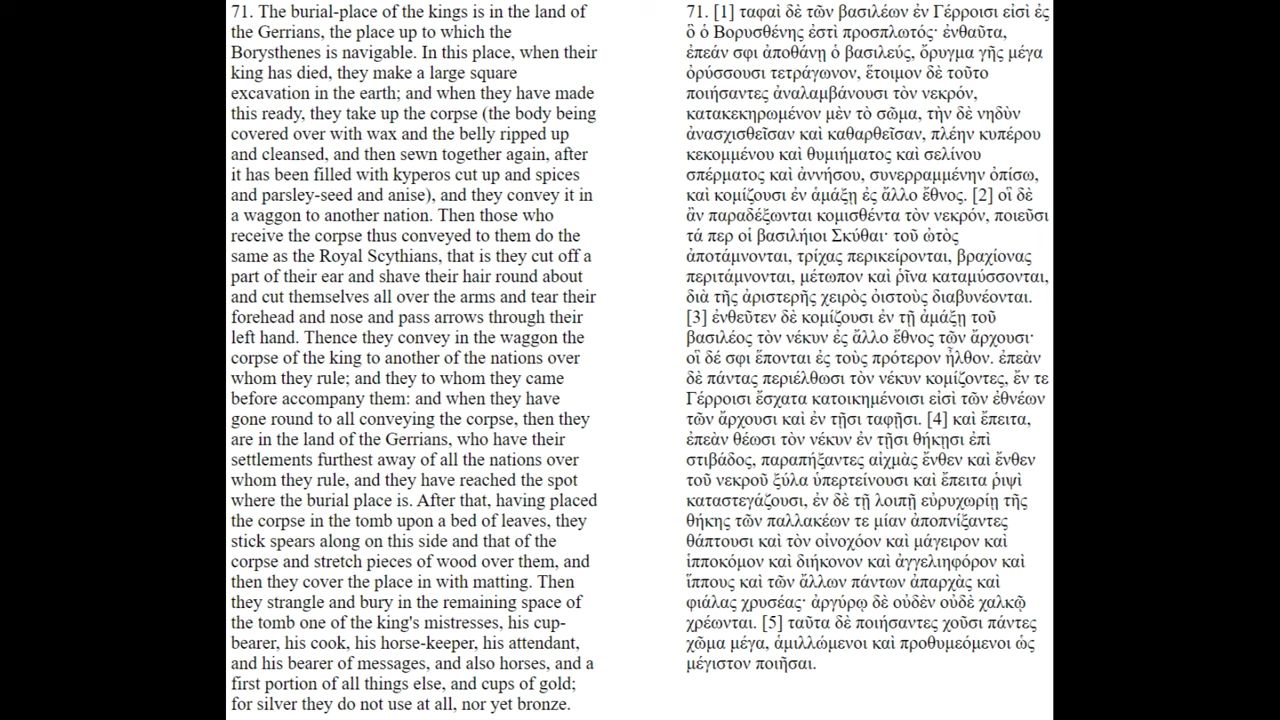 71. The burial-place of the kings is in the land of
the Gerrians, the place up to which the
Borysthenes is navigable. In this place, when their
king has died, they make a large square
excavation in the earth; and when they have made
this ready, they take up the corpse (the body being
covered over with wax and the belly ripped up
and cleansed, and then sewn together again, after
it has been filled with kyperos cut up and spices
and parsley-seed and anise), and they convey it in
a waggon to another nation. Then those who
receive the corpse thus conveyed to them do the
same as the Royal Scythians, that is they cut off a
part of their ear and shave their hair round about
and cut themselves all over the arms and tear their
forehead and nose and pass arrows through their
left hand. Thence they convey in the waggon the
corpse of the king to another of the nations over
whom they rule; and they to whom they came
before accompany them: and when they have
gone round to all conveying the corpse, then they
are in the land of the Gerrians, who have their
settlements furthest away of all the nations over
whom they rule, and they have reached the spot
where the burial place is. After that, having placed
the corpse in the tomb upon a bed of leaves, they
stick spears along on this side and that of the
corpse and stretch pieces of wood over them, and
then they cover the place in with matting. Then
they strangle and bury in the remaining space of
the tomb one of the king's mistresses, his cup-
bearer, his cook, his horse-keeper, his attendant,
and his bearer of messages, and also horses, and a
first portion of all things else, and cups of gold;
for silver they do not use at all, nor yet bronze.
71. [1] ταφαὶ δὲ τῶν βασιλέων ἐν Γέρροισι εἰσὶ ἐς
ὃ ὁ Βορυσθένης ἐστὶ προσπλωτός· ἐνθαῦτα,
ἐπεάν σφι ἀποθάνῃ ὁ βασιλεύς, ὄρυγμα γῆς μέγα
ὀρύσσουσι τετράγωνον, ἕτοιμον δὲ τοῦτο
ποιήσαντες ἀναλαμβάνουσι τὸν νεκρόν,
κατακεκηρωμένον μὲν τὸ σῶμα, τὴν δὲ νηδὺν
ἀνασχισθεῖσαν καὶ καθαρθεῖσαν, πλέην κυπέρου
κεκομμένου καὶ θυμιήματος καὶ σελίνου
σπέρματος καὶ ἀννήσου, συνερραμμένην ὀπίσω,
καὶ κομίζουσι ἐν ἁμάξῃ ἐς ἄλλο ἔθνος. [2] οἳ δὲ
ἂν παραδέξωνται κομισθέντα τὸν νεκρόν, ποιεῦσι
τά περ οἱ βασιλήιοι Σκύθαι· τοῦ ὠτὸς
ἀποτάμνονται, τρίχας περικείρονται, βραχίονας
περιτάμνονται, μέτωπον καὶ ῥῖνα καταμύσσονται,
διὰ τῆς ἀριστερῆς χειρὸς ὀιστοὺς διαβυνέονται.
[3] ἐνθεῦτεν δὲ κομίζουσι ἐν τῇ ἁμάξῃ τοῦ
βασιλέος τὸν νέκυν ἐς ἄλλο ἔθνος τῶν ἄρχουσι·
οἳ δέ σφι ἕπονται ἐς τοὺς πρότερον ἦλθον. ἐπεὰν
δὲ πάντας περιέλθωσι τὸν νέκυν κομίζοντες, ἔν τε
Γέρροισι ἔσχατα κατοικημένοισι εἰσὶ τῶν ἐθνέων
τῶν ἄρχουσι καὶ ἐν τῇσι ταφῇσι. [4] καὶ ἔπειτα,
ἐπεὰν θέωσι τὸν νέκυν ἐν τῇσι θήκῃσι ἐπὶ
στιβάδος, παραπήξαντες αἰχμὰς ἔνθεν καὶ ἔνθεν
τοῦ νεκροῦ ξύλα ὑπερτείνουσι καὶ ἔπειτα ῥιψὶ
καταστεγάζουσι, ἐν δὲ τῇ λοιπῇ εὐρυχωρίῃ τῆς
θήκης τῶν παλλακέων τε μίαν ἀποπνίξαντες
θάπτουσι καὶ τὸν οἰνοχόον καὶ μάγειρον καὶ
ἱπποκόμον καὶ διήκονον καὶ ἀγγελιηφόρον καὶ
ἵππους καὶ τῶν ἄλλων πάντων ἀπαρχὰς καὶ
φιάλας χρυσέας· ἀργύρῳ δὲ οὐδὲν οὐδὲ χαλκῷ
χρέωνται. [5] ταῦτα δὲ ποιήσαντες χοῦσι πάντες
χῶμα μέγα, ἁμιλλώμενοι καὶ προθυμεόμενοι ὡς
μέγιστον ποιῆσαι.